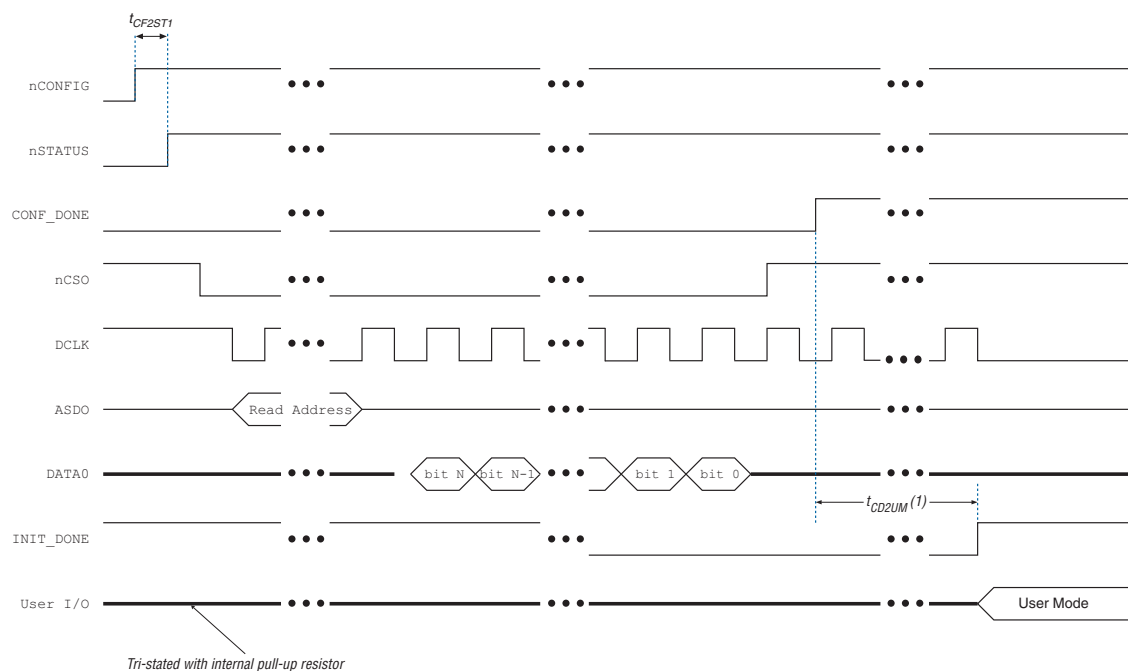 tCF2ST1
nCONFIG
nSTATUS
CONF_DONE
nCSO
DCLK
ASDO
Read Address
DATA0
bit N
bit N-1
bit 1
bit 0
tCD2UM (1)
INIT_DONE
User I/O
User Mode
Tri-stated with internal pull-up resistor